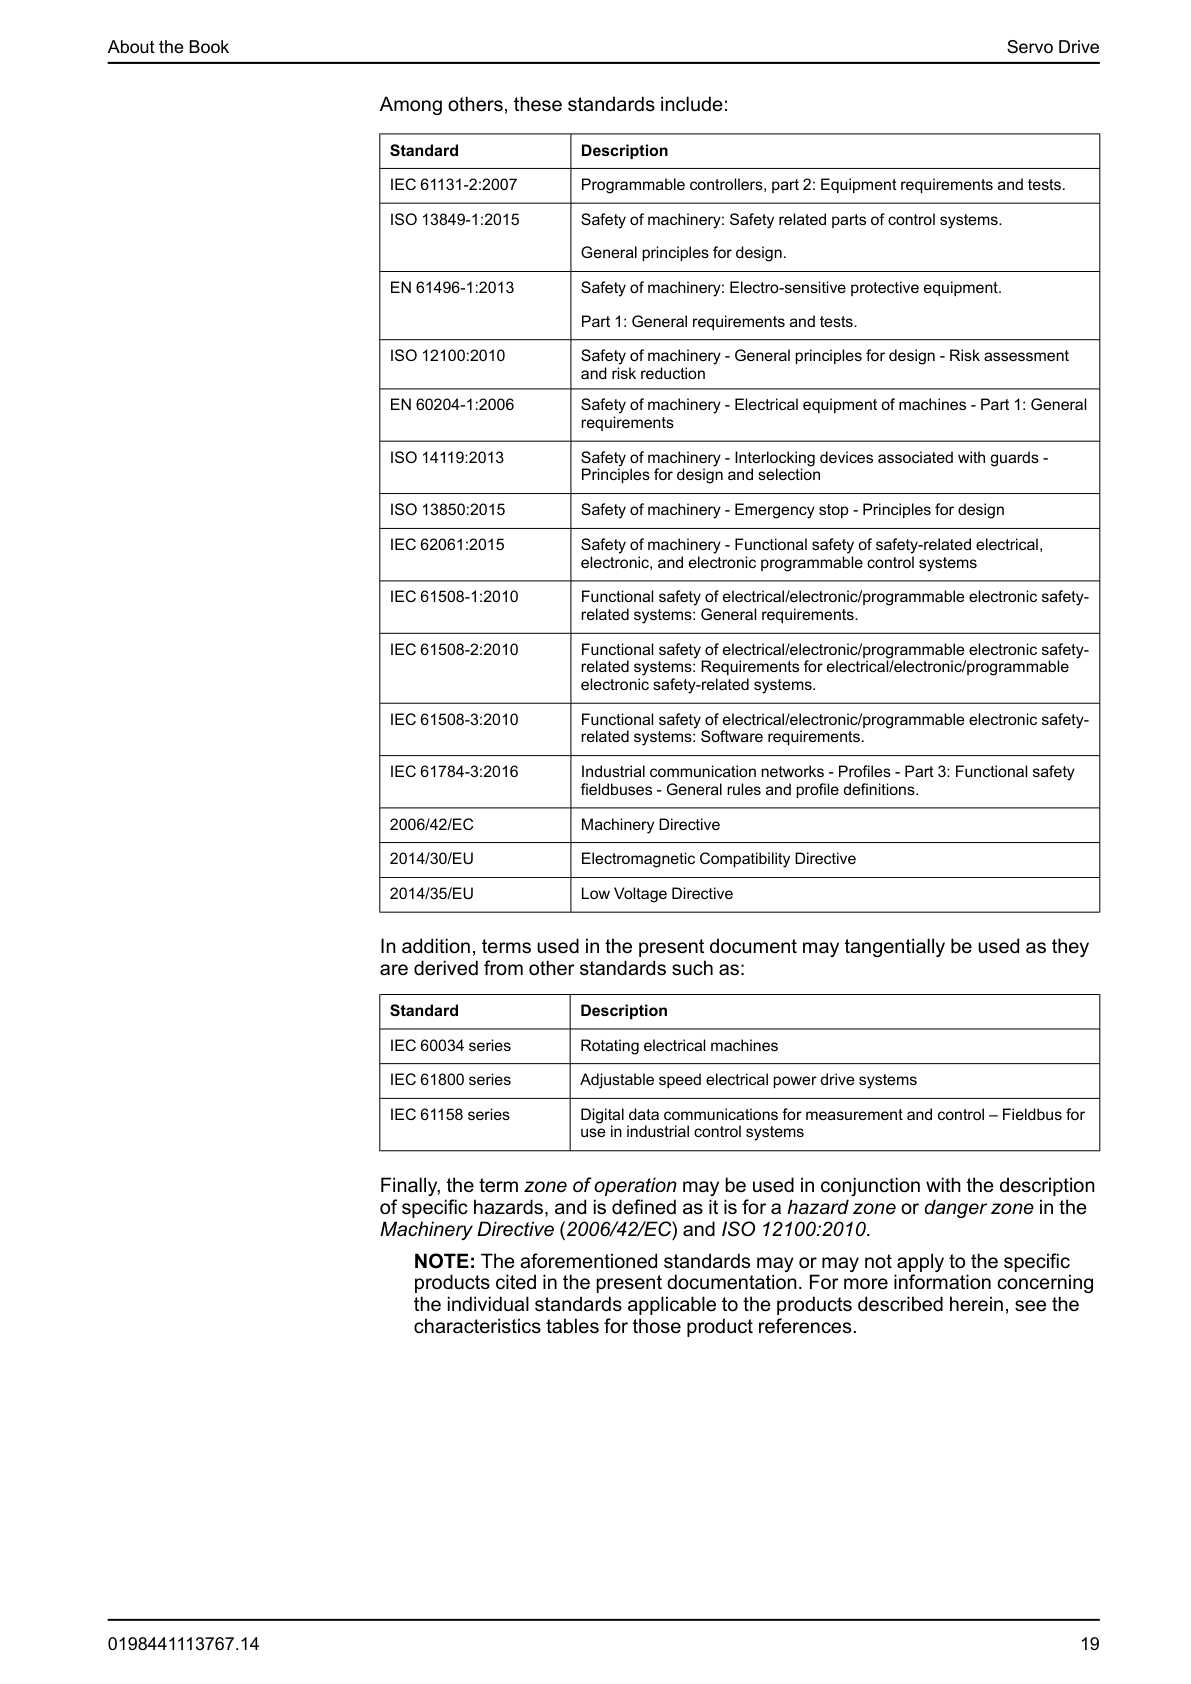 About the Book
Servo Drive
Among others, these standards include:
Standard
Description
IEC 61131-2:2007
Programmable controllers, part 2: Equipment requirements and tests.
ISO 13849-1:2015
Safety of machinery: Safety related parts of control systems.
General principles for design.
EN 61496-1:2013
Safety of machinery: Electro-sensitive protective equipment.
Part 1: General requirements and tests.
ISO 12100:2010
Safety of machinery - General principles for design - Risk assessment
and risk reduction
EN 60204-1:2006
Safety of machinery - Electrical equipment of machines - Part 1: General
requirements
ISO 14119:2013
Safety of machinery - Interlocking devices associated with guards -
Principles for design and selection
ISO 13850:2015
Safety of machinery - Emergency stop - Principles for design
IEC 62061:2015
Safety of machinery - Functional safety of safety-related electrical,
electronic, and electronic programmable control systems
IEC 61508-1:2010
Functional safety of electrical/electronic/programmable electronic safety-
related systems: General requirements.
IEC 61508-2:2010
Functional safety of electrical/electronic/programmable electronic safety-
related systems: Requirements for electrical/electronic/programmable
electronic safety-related systems.
IEC 61508-3:2010
Functional safety of electrical/electronic/programmable electronic safety-
related systems: Software requirements.
IEC 61784-3:2016
Industrial communication networks - Profiles - Part 3: Functional safety
fieldbuses - General rules and profile definitions.
2006/42/EC
Machinery Directive
2014/30/EU
Electromagnetic Compatibility Directive
2014/35/EU
Low Voltage Directive
In addition, terms used in the present document may tangentially be used as they
are derived from other standards such as:
Standard
Description
IEC 60034 series
Rotating electrical machines
IEC 61800 series
Adjustable speed electrical power drive systems
IEC 61158 series
Digital data communications for measurement and control – Fieldbus for
use in industrial control systems
Finally, the term zone of operation may be used in conjunction with the description
of specific hazards, and is defined as it is for a hazard zone or danger zone in the
Machinery Directive (2006/42/EC) and ISO 12100:2010.
NOTE: The aforementioned standards may or may not apply to the specific
products cited in the present documentation. For more information concerning
the individual standards applicable to the products described herein, see the
characteristics tables for those product references.
0198441113767.14
19